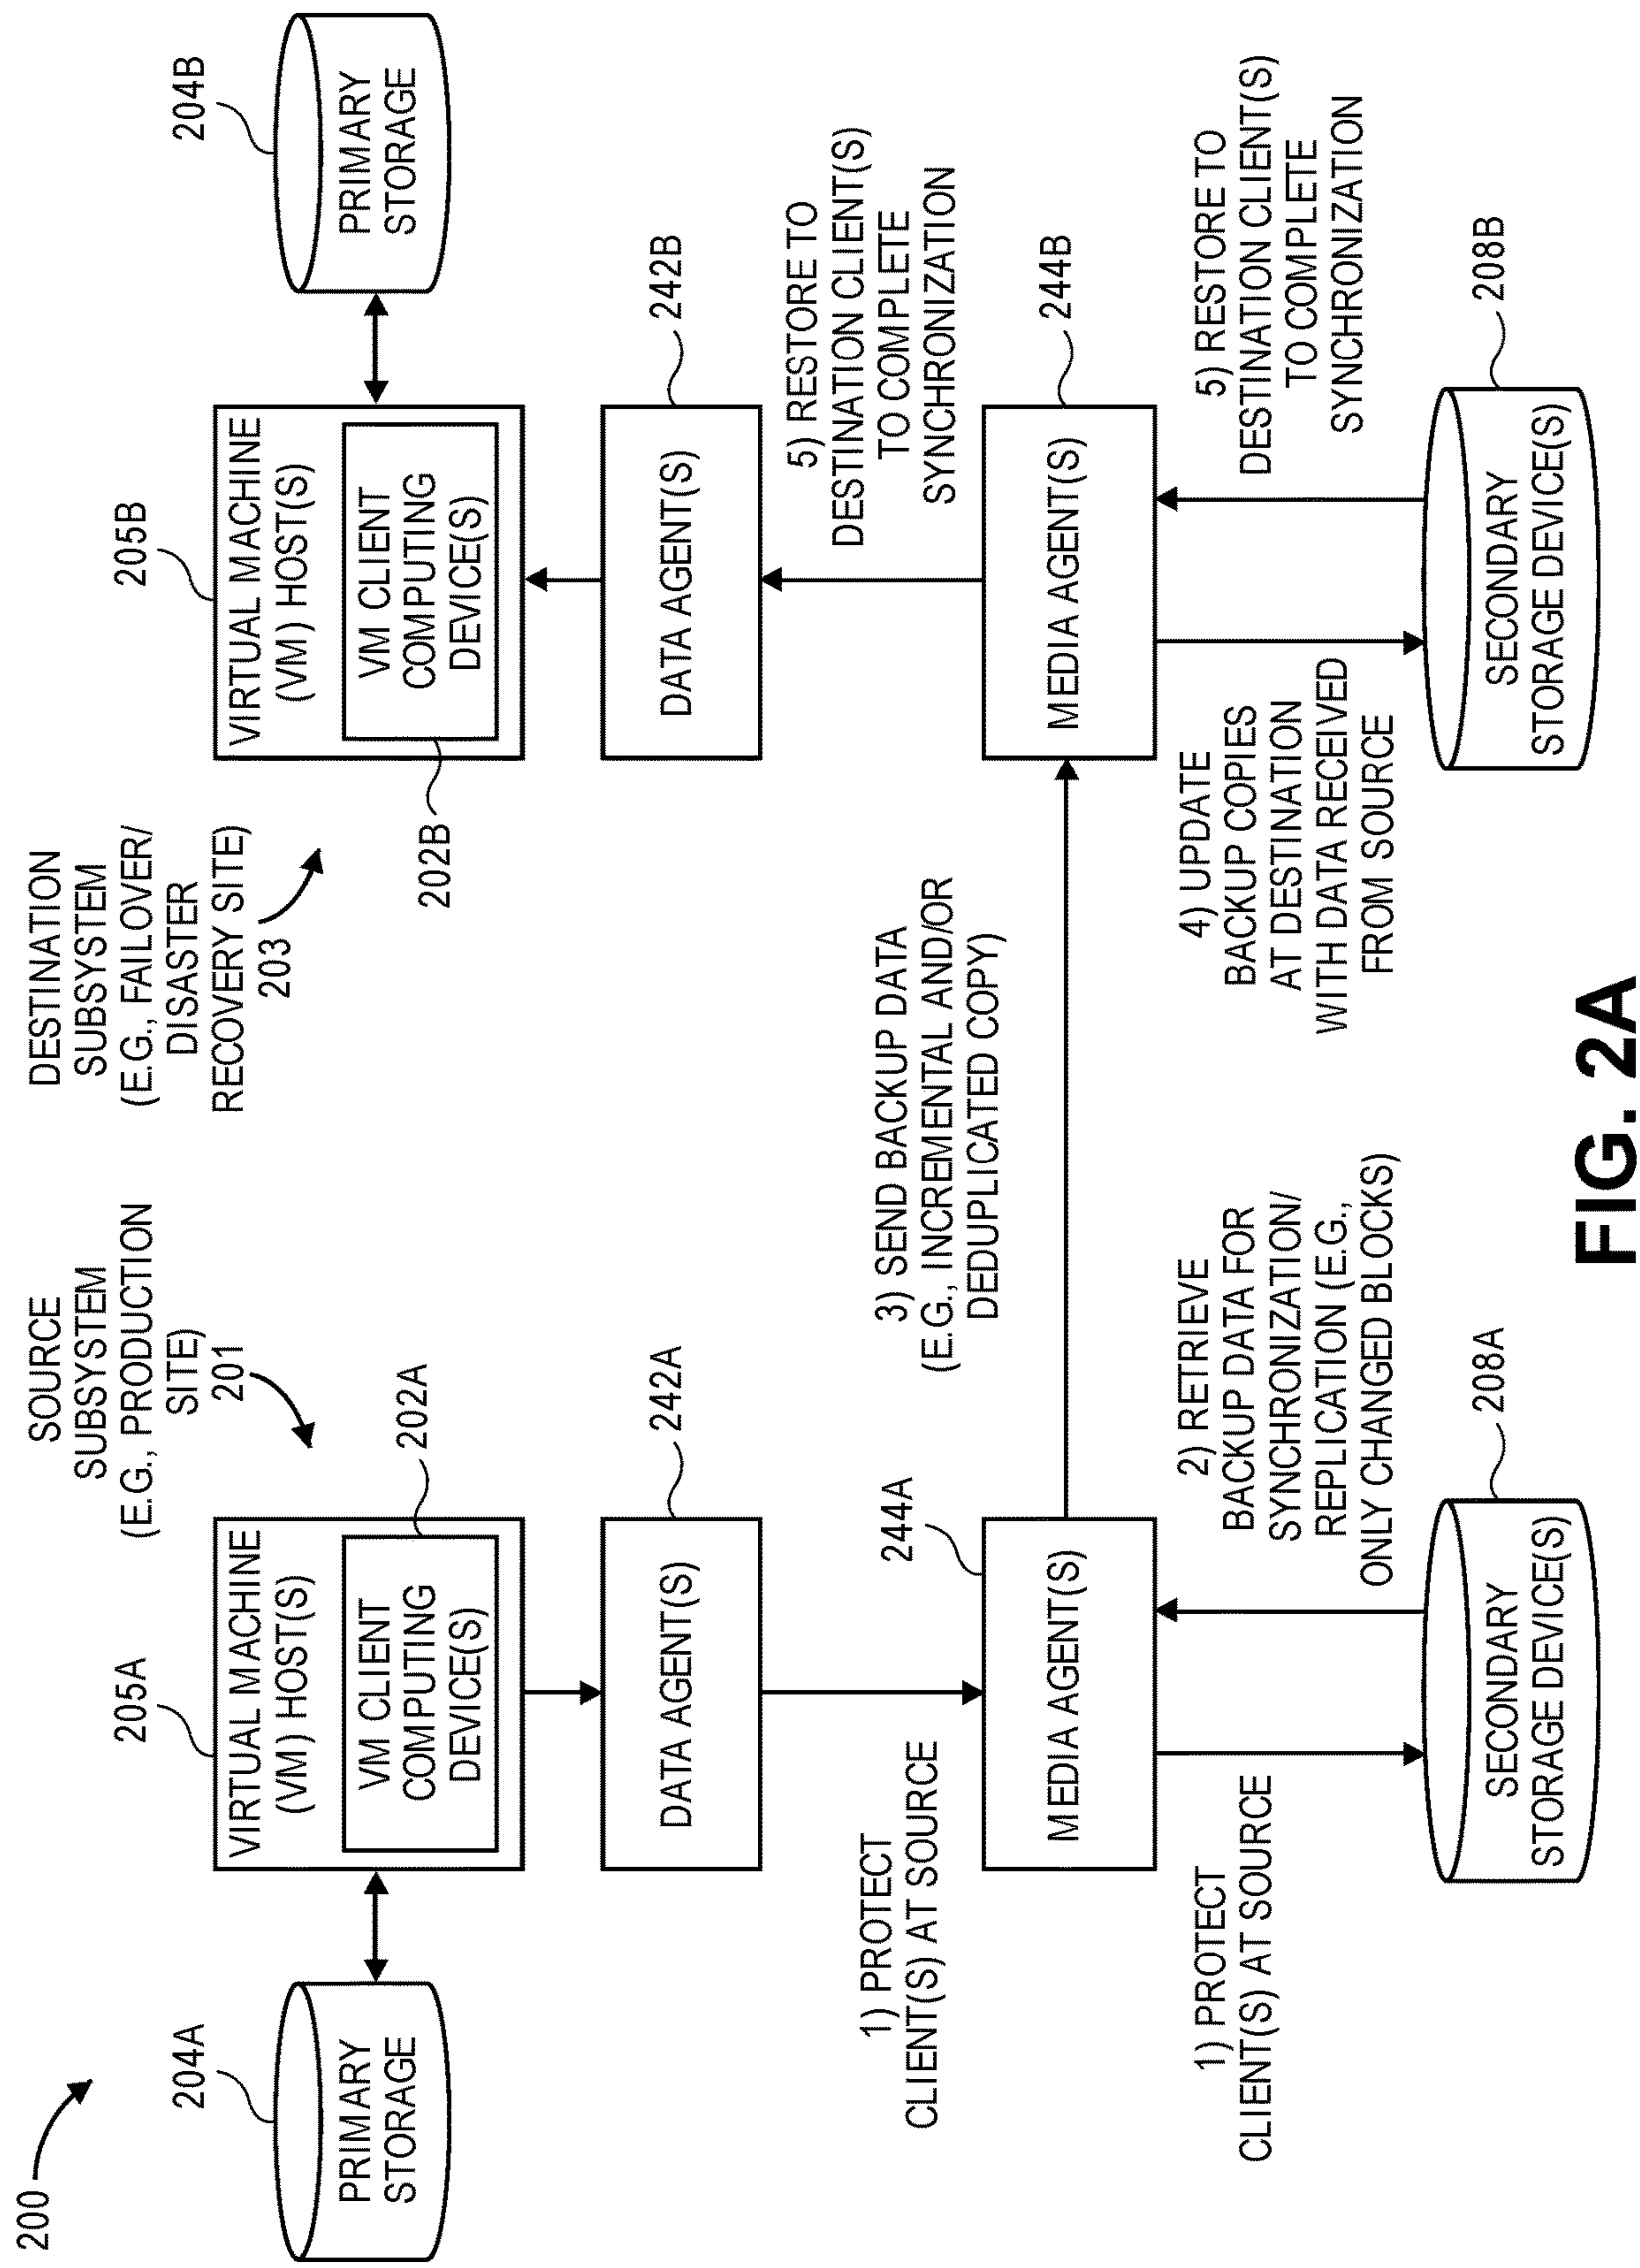 200
SOURCE
SUBSYSTEM
(E.G., PRODUCTION
SITE)
201
DESTINATION
SUBSYSTEM
(E.G., FAILOVER/
DISASTER
RECOVERY SITE)
203
204A
PRIMARY
STORAGE
205A
VIRTUAL MACHINE
(VM) HOST(S)
VM CLIENT
COMPUTING
DEVICE(S)
202A
205B
VIRTUAL MACHINE
(VM) HOST(S)
VM CLIENT
COMPUTING
DEVICE(S)
202B
204B
PRIMARY
STORAGE
DATA AGENT(S)
242A
DATA AGENT(S)
242B
1) PROTECT
CLIENT(S) AT SOURCE
3) SEND BACKUP DATA
(E.G., INCREMENTAL AND/OR
DEDUPLICATED COPY)
5) RESTORE TO
DESTINATION CLIENT(S)
TO COMPLETE
SYNCHRONIZATION
244A
MEDIA AGENT(S)
MEDIA AGENT(S)
244B
1) PROTECT
CLIENT(S) AT SOURCE
2) RETRIEVE
BACKUP DATA FOR
SYNCHRONIZATION/
REPLICATION (E.G.,
ONLY CHANGED BLOCKS)
4) UPDATE
BACKUP COPIES
AT DESTINATION
WITH DATA RECEIVED
FROM SOURCE
5) RESTORE TO
DESTINATION CLIENT(S)
TO COMPLETE
SYNCHRONIZATION
SECONDARY
STORAGE DEVICE(S)
208A
SECONDARY
STORAGE DEVICE(S)
208B
FIG. 2A